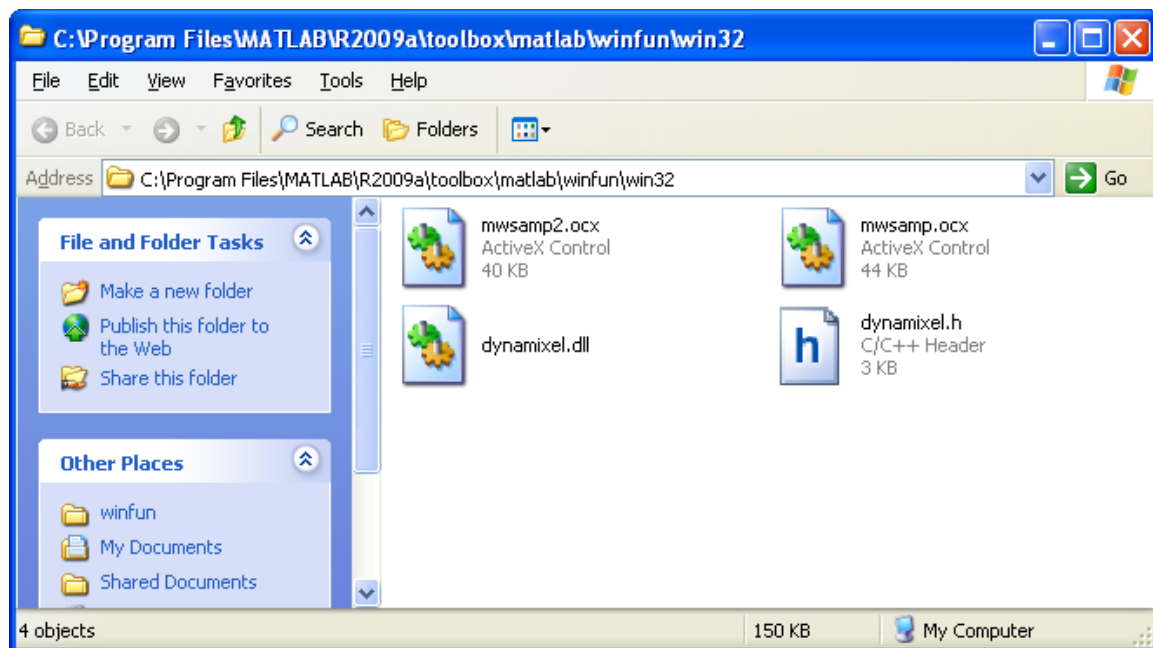 C:\Program Files\MATLAB\R2009a\toolbox\matlab\winfun\win32
File Edit View Favorites Tools Help
Back Search Folders
Address C:\Program Files\MATLAB\R2009a\toolbox\matlab\winfun\win32 Go
File and Folder Tasks
Make a new folder
Publish this folder to
the Web
Share this folder
Other Places
winfun
My Documents
Shared Documents
mwsamp2.ocx
ActiveX Control
40 KB
mwsamp.ocx
ActiveX Control
44 KB
dynamixel.dll
h
dynamixel.h
C/C++ Header
3 KB
4 objects 150 KB My Computer